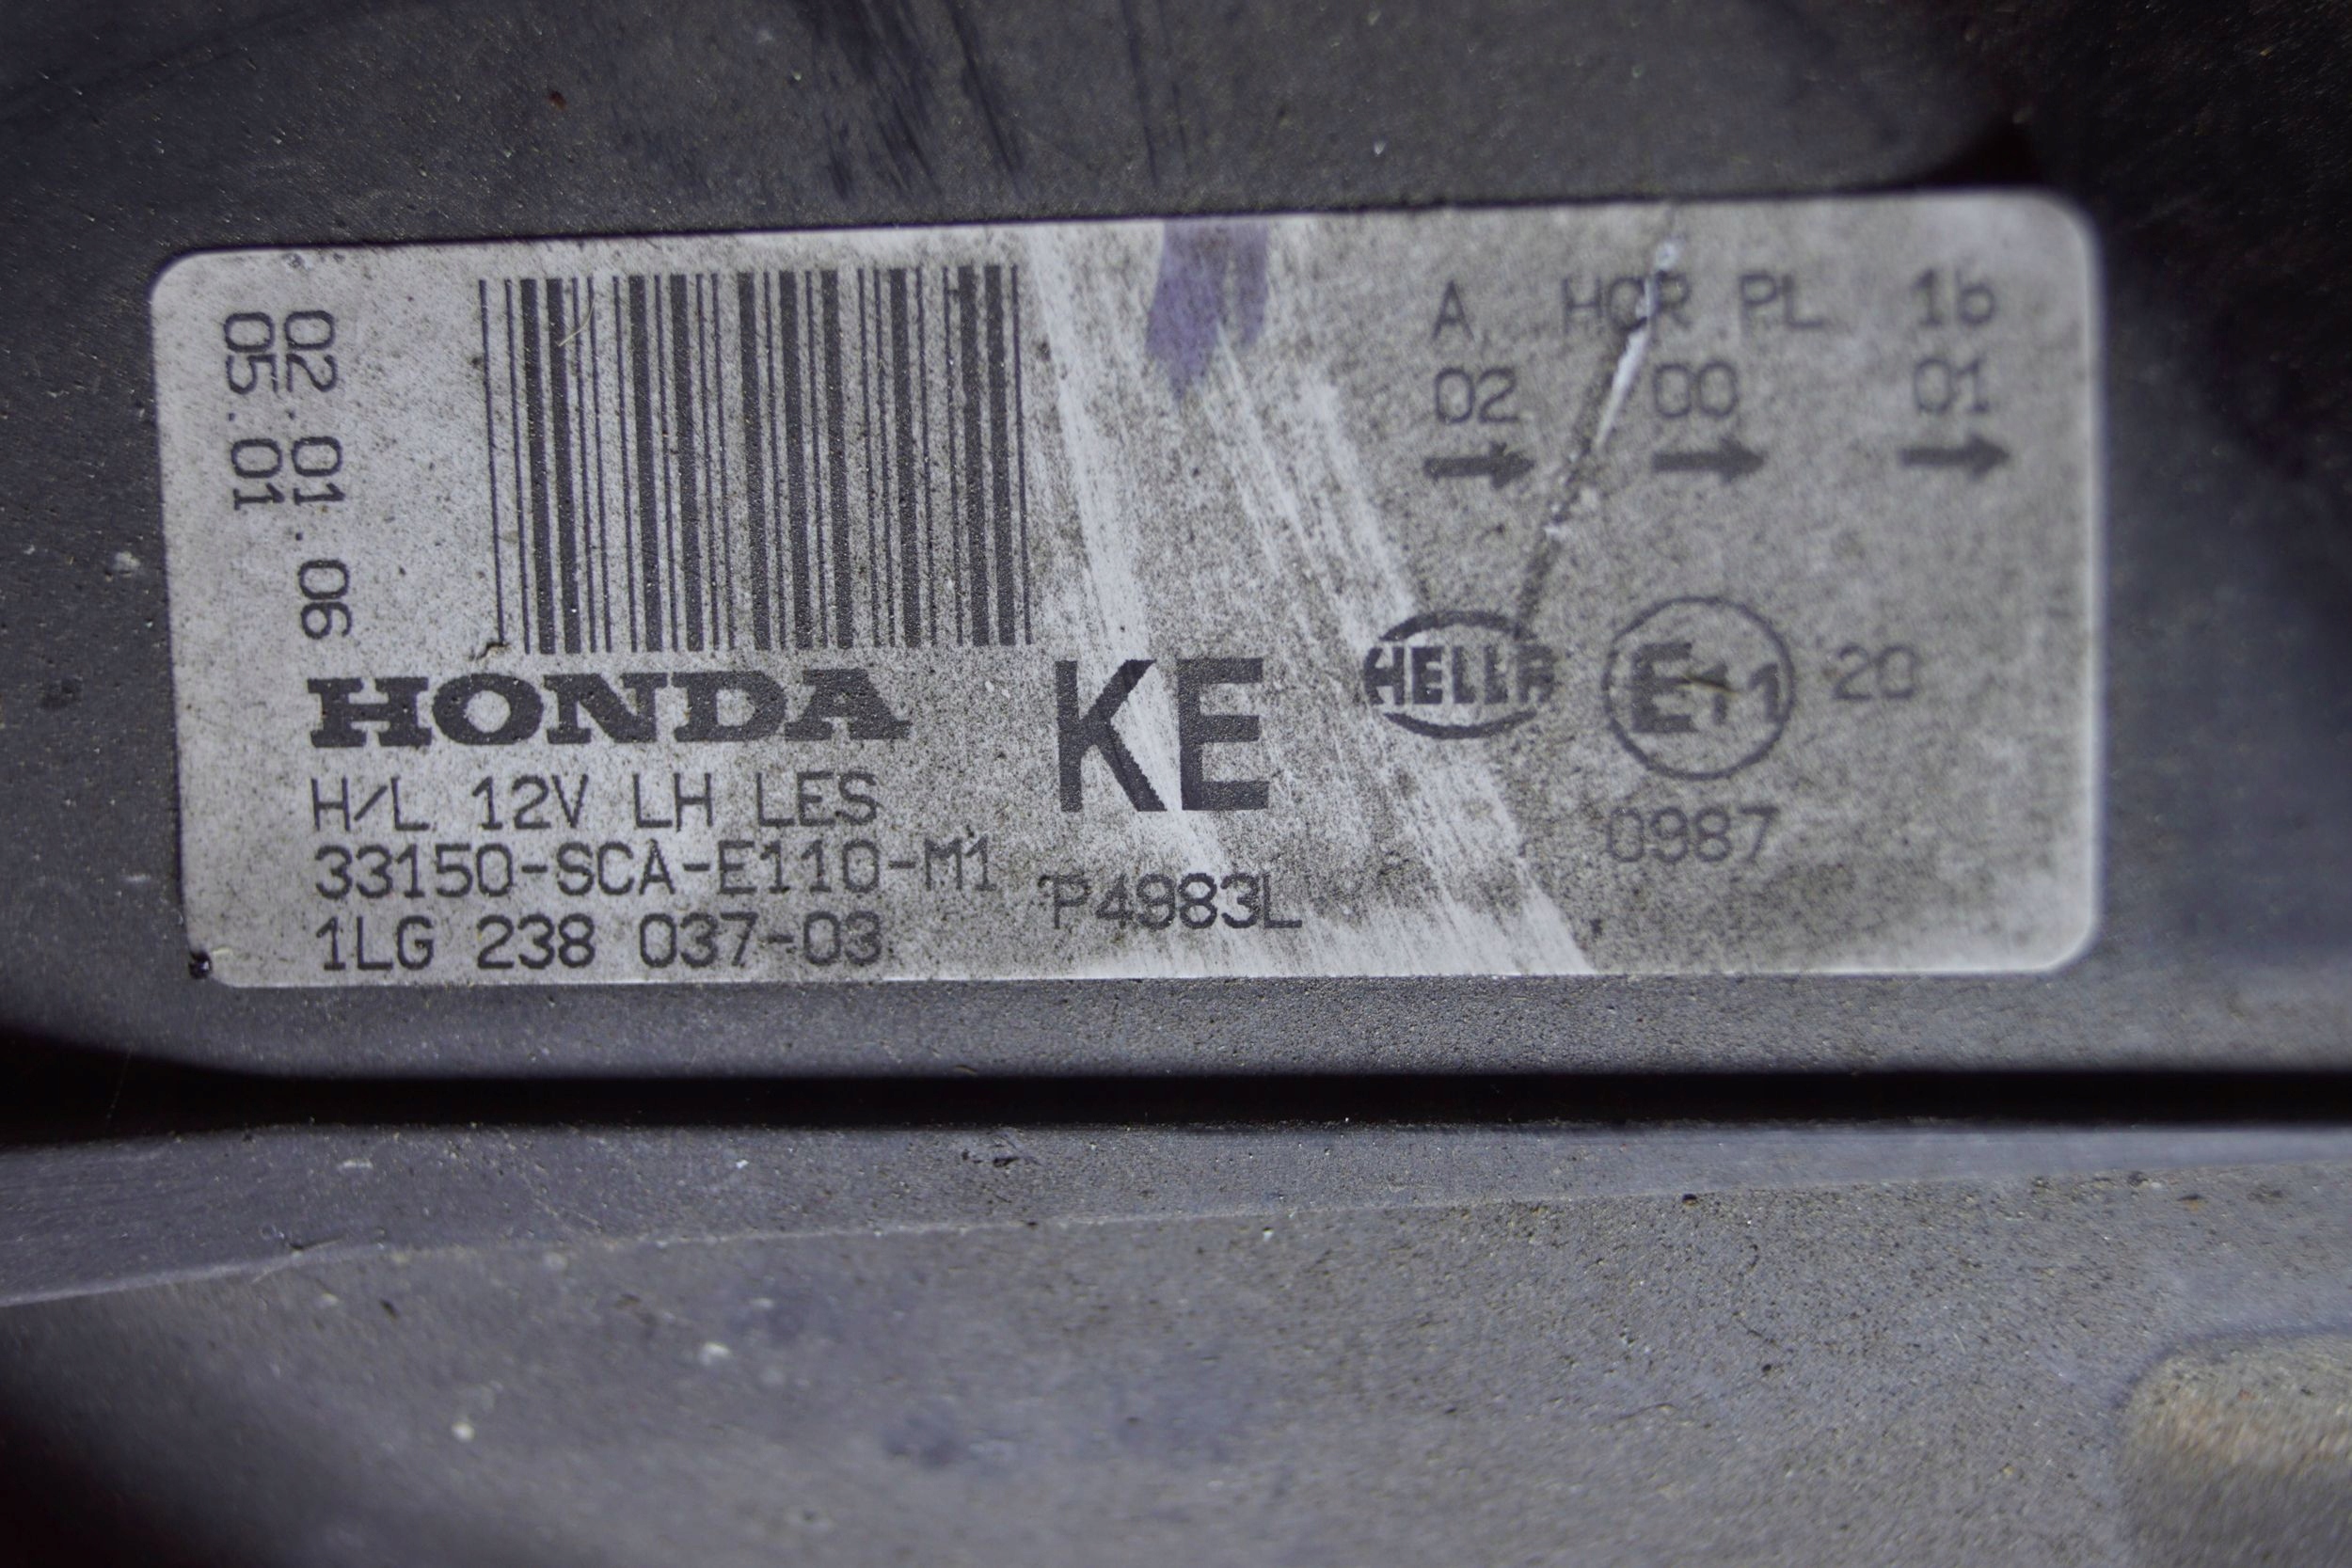 02.01.06
05.01
A HCR PL 1b
02 00 01
HONDA
KE
HELLA
E11
20
H/L 12V LH LES
33150-SCA-E110-M1
1LG 238 037-03
P4983L
0987